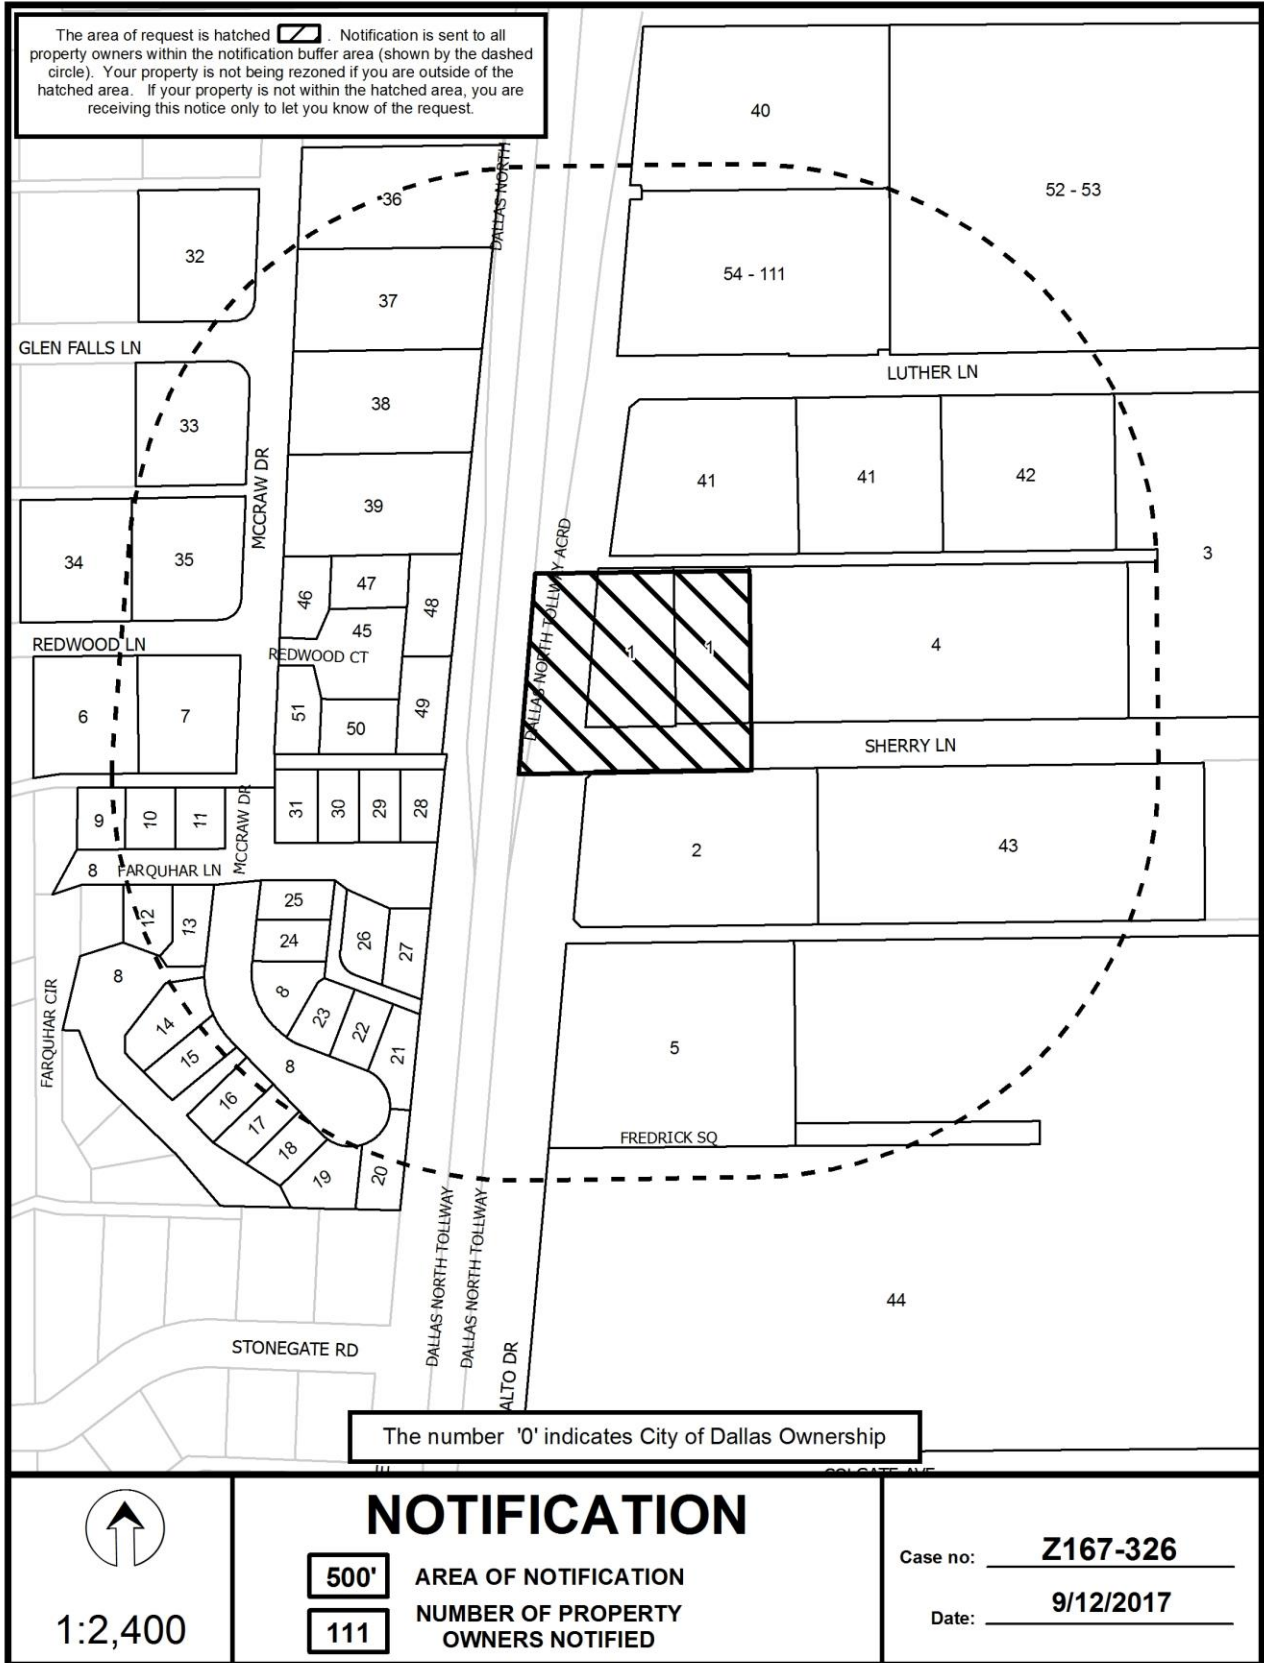 The area of request is hatched . Notification is sent to all
property owners within the notification buffer area (shown by the dashed
circle). Your property is not being rezoned if you are outside of the
hatched area. If your property is not within the hatched area, you are
receiving this notice only to let you know of the request.
DALLAS NORTH
40
36
52 - 53
32
54 - 111
37
GLEN FALLS LN
LUTHER LN
38
33
MCCRAW DR
41
41
42
39
DALLAS NORTH TOLLWAY ACRD
34
35
3
47
46
48
45
REDWOOD LN
REDWOOD CT
1
1
4
6
7
51
49
50
SHERRY LN
9
10
11
MCCRAW DR
31
30
29
28
2
43
8
FARQUHAR LN
25
12
13
24
26
27
8
8
FARQUHAR CIR
14
23
22
21
15
8
5
16
17
18
FREDRICK SQ
19
20
DALLAS NORTH TOLLWAY
DALLAS NORTH TOLLWAY
44
STONEGATE RD
ALTO DR
The number '0' indicates City of Dallas Ownership
NOTIFICATION
500'
AREA OF NOTIFICATION
111
NUMBER OF PROPERTY
OWNERS NOTIFIED
1:2,400
Case no: Z167-326
Date: 9/12/2017